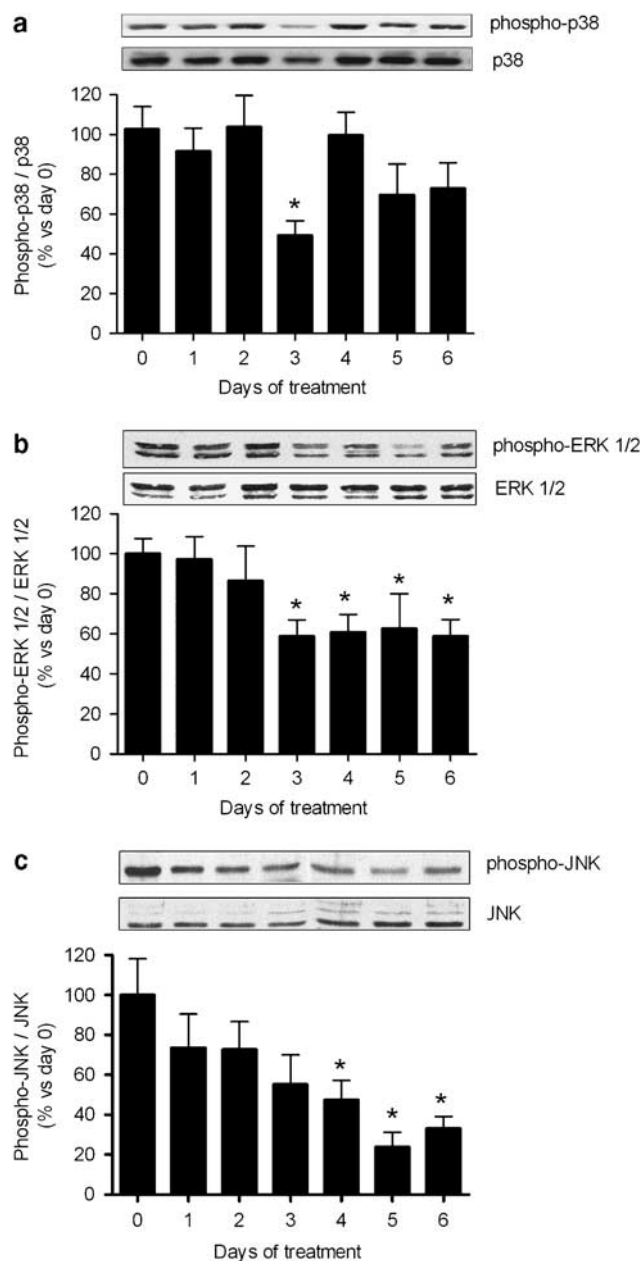 a
phospho-p38
p38
120
100
80
60
40
20
0
Phospho-p38 / p38
(% vs day 0)
*
0 1 2 3 4 5 6
Days of treatment
b
phospho-ERK 1/2
ERK 1/2
120
100
80
60
40
20
0
Phospho-ERK 1/2 / ERK 1/2
(% vs day 0)
* * * *
0 1 2 3 4 5 6
Days of treatment
c
phospho-JNK
JNK
120
100
80
60
40
20
0
Phospho-JNK / JNK
(% vs day 0)
* * *
0 1 2 3 4 5 6
Days of treatment